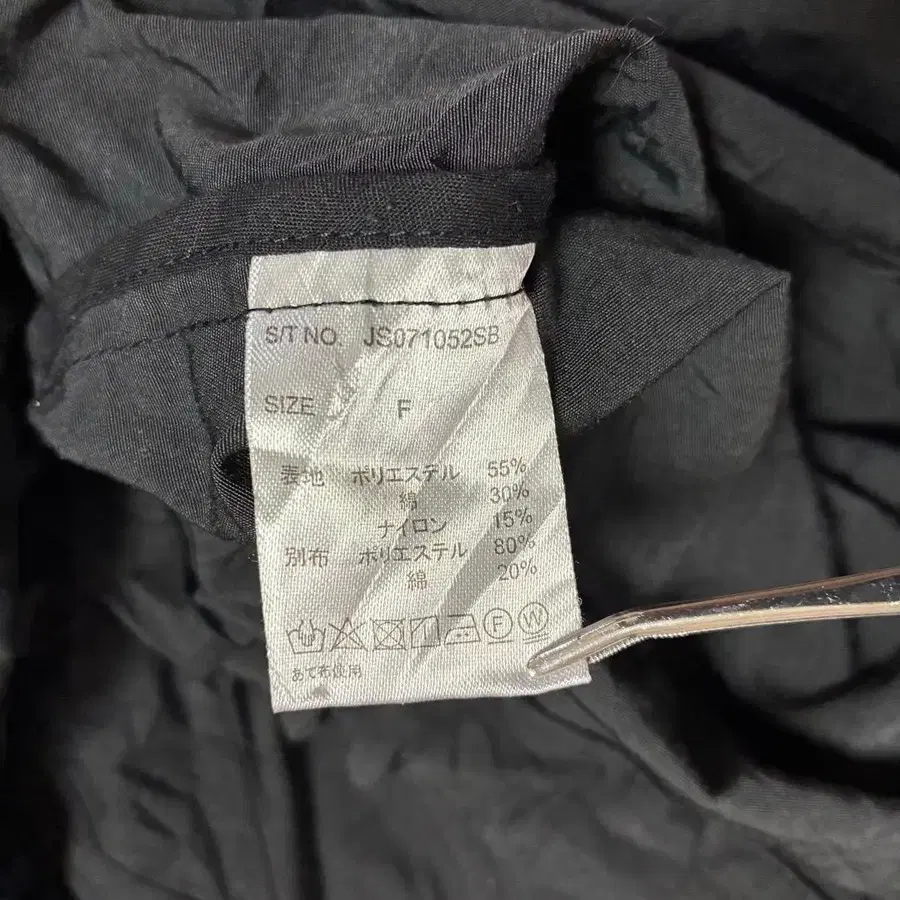 S/T NO. JS071052SB
SIZE F
表地 ポリエステル 55%
綿 30%
ナイロン 15%
別布 ポリエステル 80%
綿 20%
F W
あて布使用